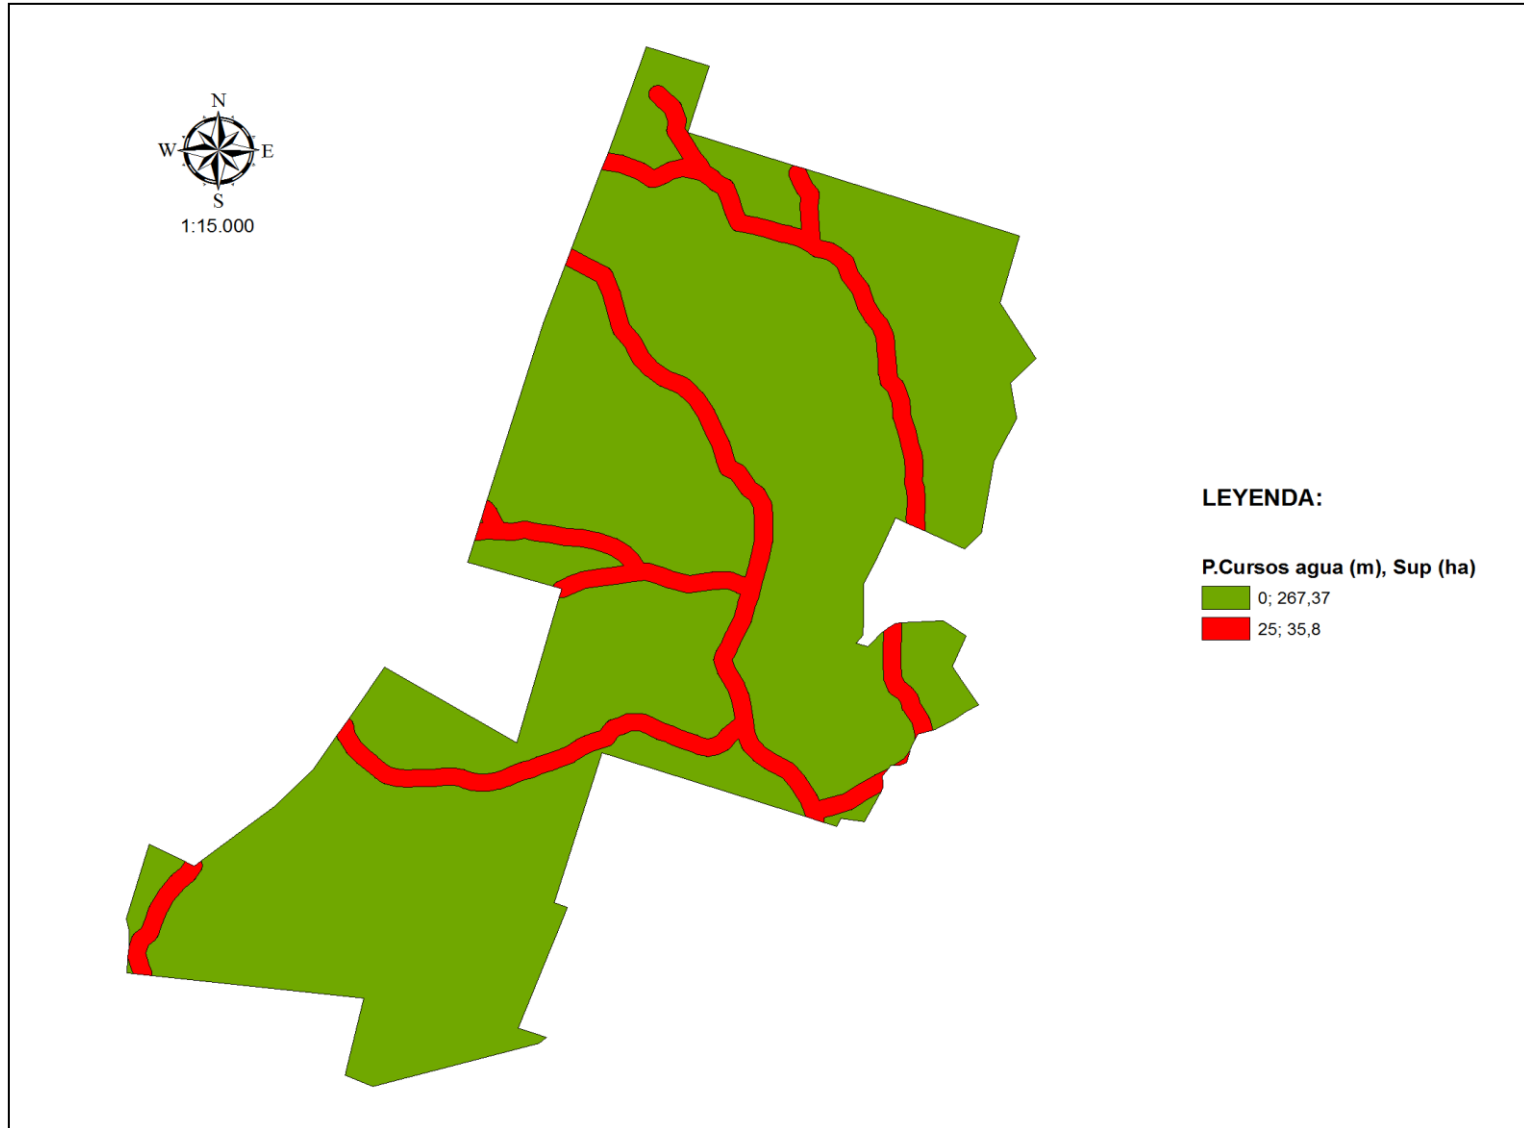 N
W E
S
1:15.000
LEYENDA:
P.Cursos agua (m), Sup (ha)
0; 267,37
25; 35,8